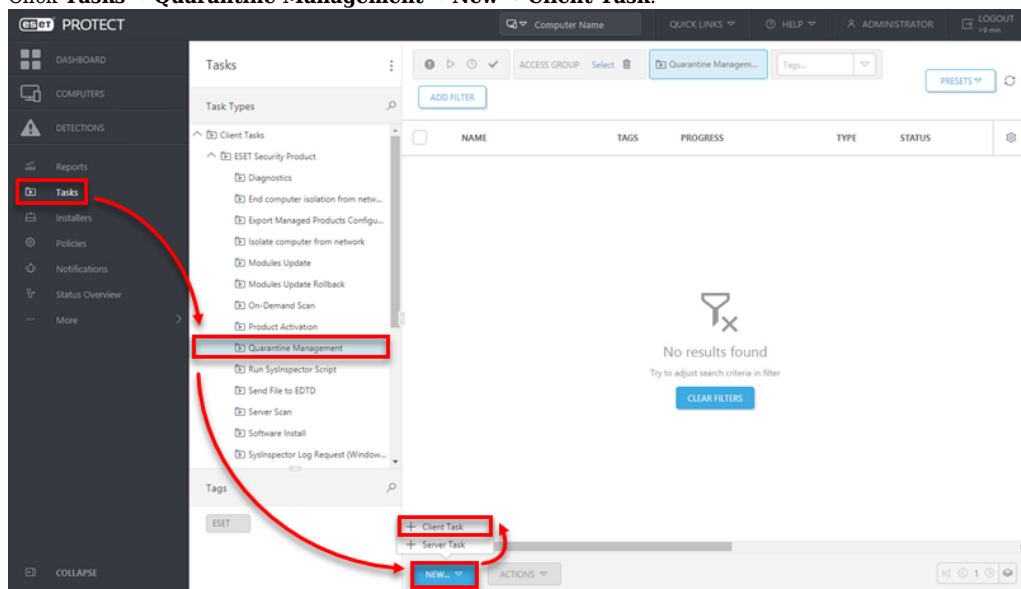 Click Tasks → Quarantine Management → New → Client Task.
eset PROTECT
Computer Name
QUICK LINKS
HELP
ADMINISTRATOR
LOGOUT
>9 min
DASHBOARD
COMPUTERS
DETECTIONS
Reports
Tasks
Installers
Policies
Notifications
Status Overview
More
COLLAPSE
Tasks
Task Types
Client Tasks
ESET Security Product
Diagnostics
End computer isolation from netw...
Export Managed Products Configu...
Isolate computer from network
Modules Update
Modules Update Rollback
On-Demand Scan
Product Activation
Quarantine Management
Run SysInspector Script
Send File to EDTD
Server Scan
Software Install
SysInspector Log Request (Window...
Tags
ESET
ACCESS GROUP Select
Quarantine Managem...
Tags...
PRESETS
ADD FILTER
NAME TAGS PROGRESS TYPE STATUS
No results found
Try to adjust search criteria in filter
CLEAR FILTERS
Client Task
Server Task
NEW...
ACTIONS
1